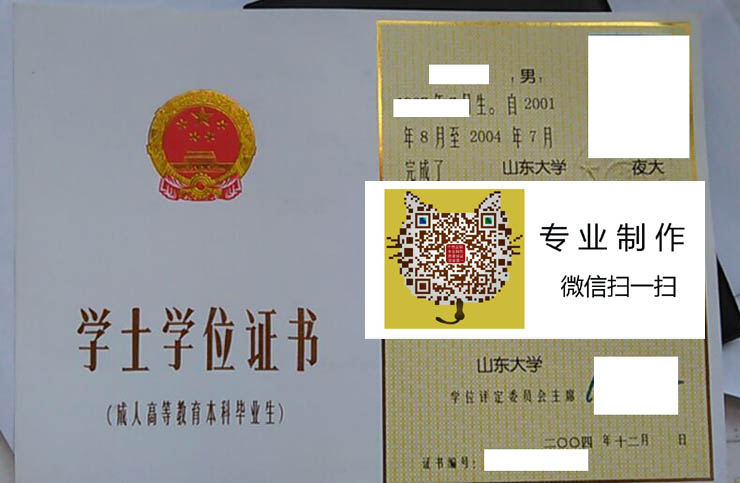 学士学位证书
(成人高等教育本科毕业生)
，男，
年 月生。自 2001
年 8 月至 2004 年 7 月
完成了 山东大学 夜大
专业制作
微信扫一扫
山东大学
学位评定委员会主席
二〇〇四 年 十二月 日
证书编号: